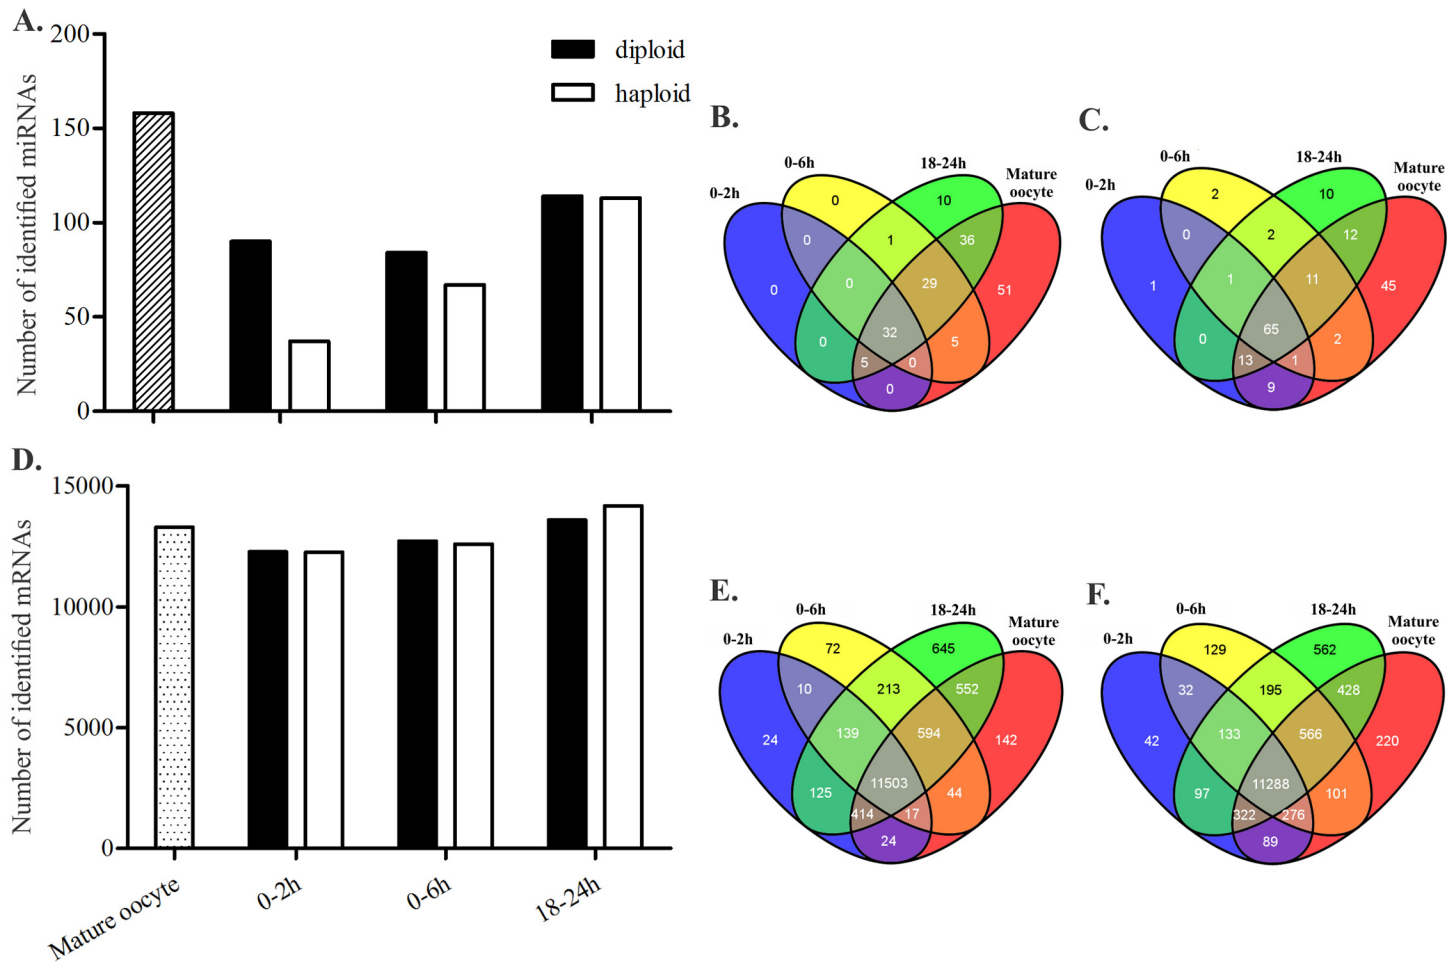 A.
200
150
100
50
0
Number of identified miRNAs
diploid
haploid
B.
0-2h
0-6h
18-24h
Mature
oocyte
0
10
0
1
36
0
0
29
51
32
0
5
5
0
0
C.
0-2h
0-6h
18-24h
Mature
oocyte
2
10
0
2
12
1
1
11
45
65
0
2
13
1
9
D.
15000
10000
5000
0
Number of identified mRNAs
Mature oocyte
0-2h
0-6h
18-24h
E.
0-2h
0-6h
18-24h
Mature
oocyte
72
645
10
213
552
24
139
594
142
11503
125
44
414
17
24
F.
0-2h
0-6h
18-24h
Mature
oocyte
129
562
32
195
428
42
133
566
220
11288
97
101
322
276
89